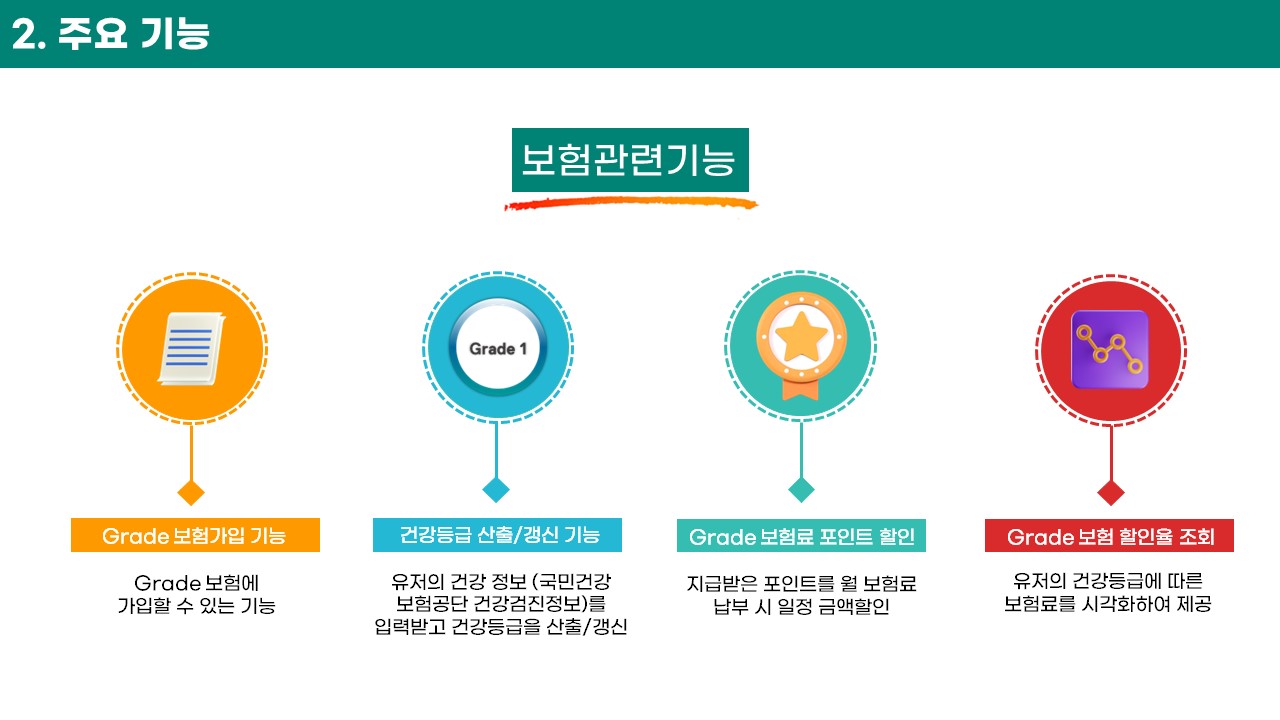 2. 주요 기능
보험관련기능
Grade 1
Grade 보험가입 기능
Grade 보험에
가입할 수 있는 기능
건강등급 산출/갱신 기능
유저의 건강 정보 (국민건강
보험공단 건강검진정보)를
입력받고 건강등급을 산출/갱신
Grade 보험료 포인트 할인
지급받은 포인트를 월 보험료
납부 시 일정 금액할인
Grade 보험 할인율 조회
유저의 건강등급에 따른
보험료를 시각화하여 제공